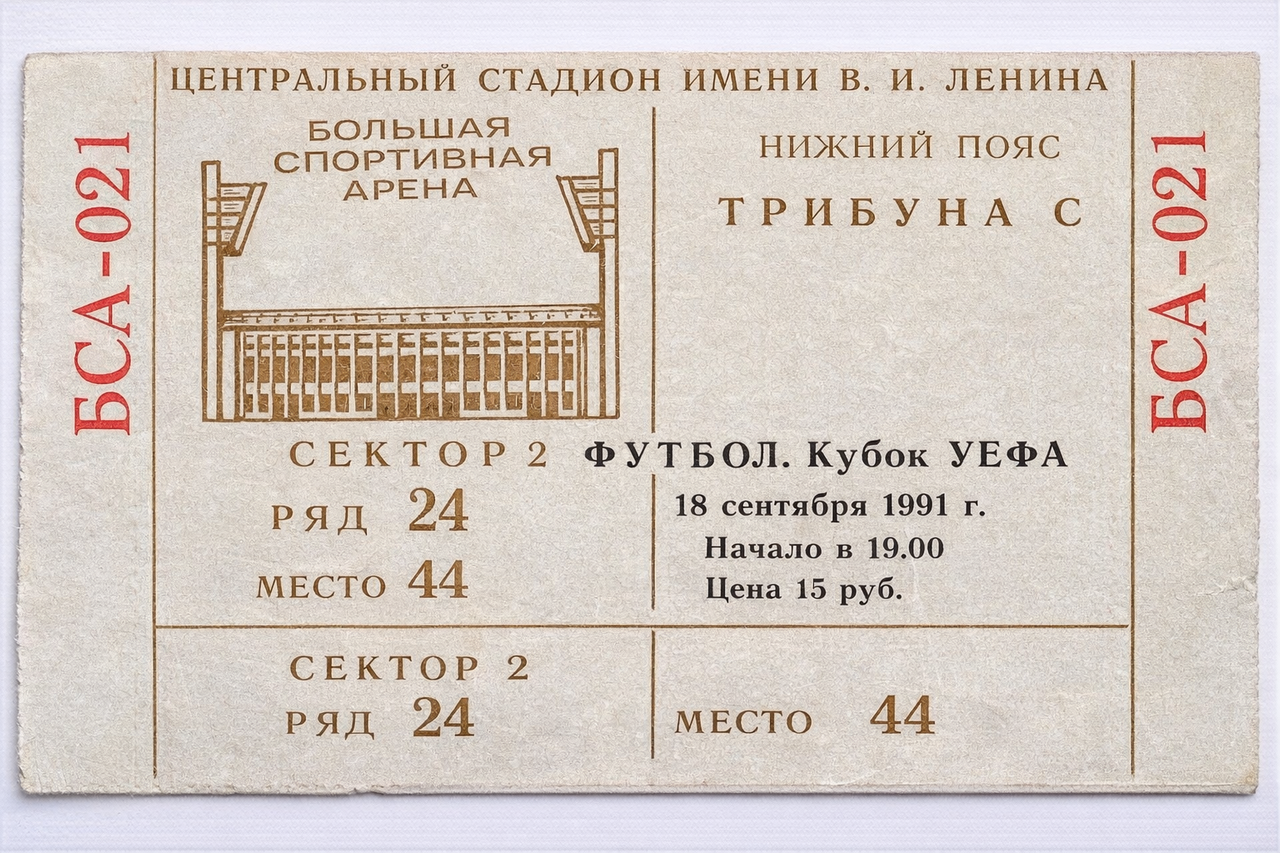 БСА-021
ЦЕНТРАЛЬНЫЙ СТАДИОН ИМЕНИ В. И. ЛЕНИНА
БОЛЬШАЯ
СПОРТИВНАЯ
АРЕНА
НИЖНИЙ ПОЯС
ТРИБУНА С
СЕКТОР 2
РЯД 24
МЕСТО 44
ФУТБОЛ. Кубок УЕФА
18 сентября 1991 г.
Начало в 19.00
Цена 15 руб.
СЕКТОР 2
РЯД 24
МЕСТО 44
БСА-021